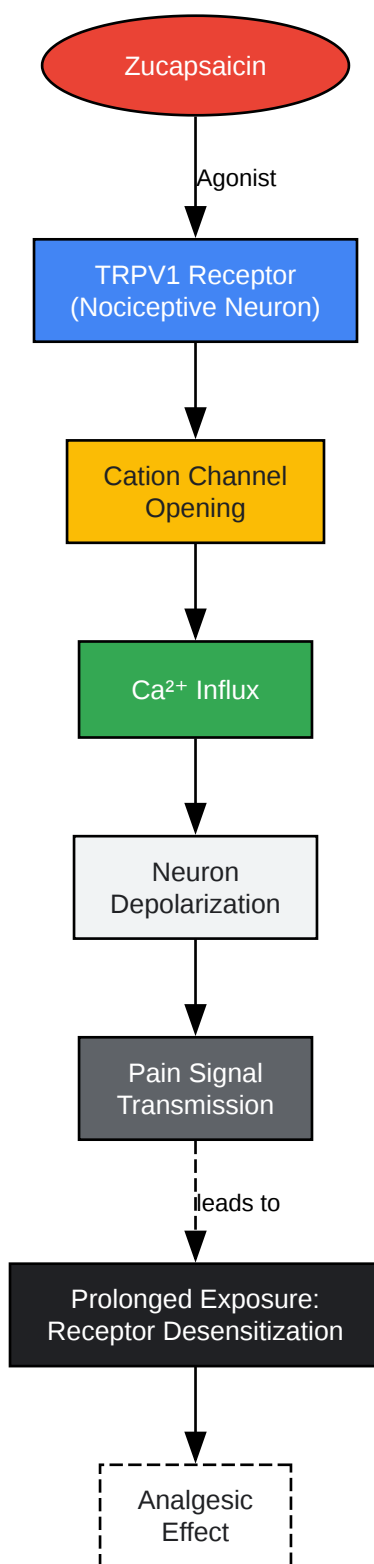 Zucapsaicin
Agonist
TRPV1 Receptor
(Nociceptive Neuron)
Cation Channel
Opening
Ca²⁺ Influx
Neuron
Depolarization
Pain Signal
Transmission
leads to
Prolonged Exposure:
Receptor Desensitization
Analgesic
Effect